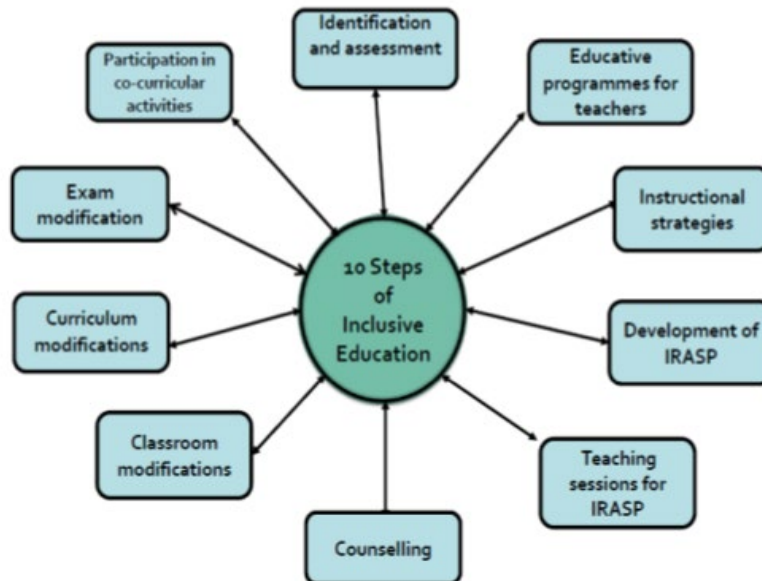 Identification
and assessment
Educative
programmes for
teachers
Instructional
strategies
Development of
IRASP
Teaching
sessions for
IRASP
Counselling
Classroom
modifications
Curriculum
modifications
Exam
modification
Participation in
co-curricular
activities
10 Steps
of
Inclusive
Education